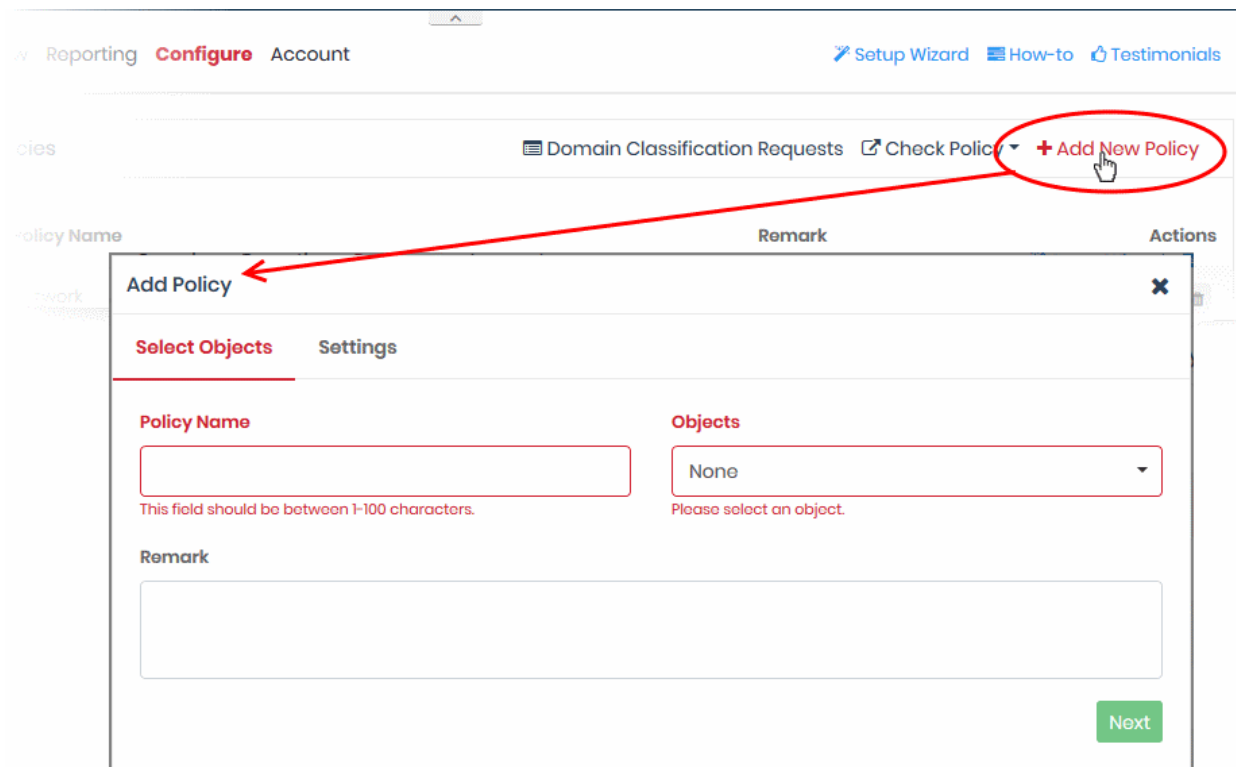 Reporting Configure Account Setup Wizard How-to Testimonials
Domain Classification Requests Check Policy + Add New Policy
Policy Name Remark Actions
Add Policy
Select Objects Settings
Policy Name Objects
None
This field should be between 1-100 characters. Please select an object.
Remark
Next